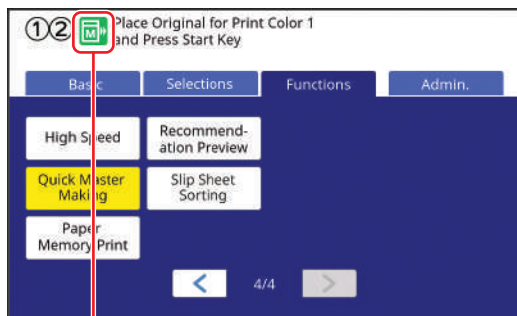 ①② M Place Original for Print Color 1
and Press Start Key
Basic Selections Functions Admin.
High Speed
Recommend-
ation Preview
Quick Master
Making
Slip Sheet
Sorting
Paper
Memory Print
< 4/4 >